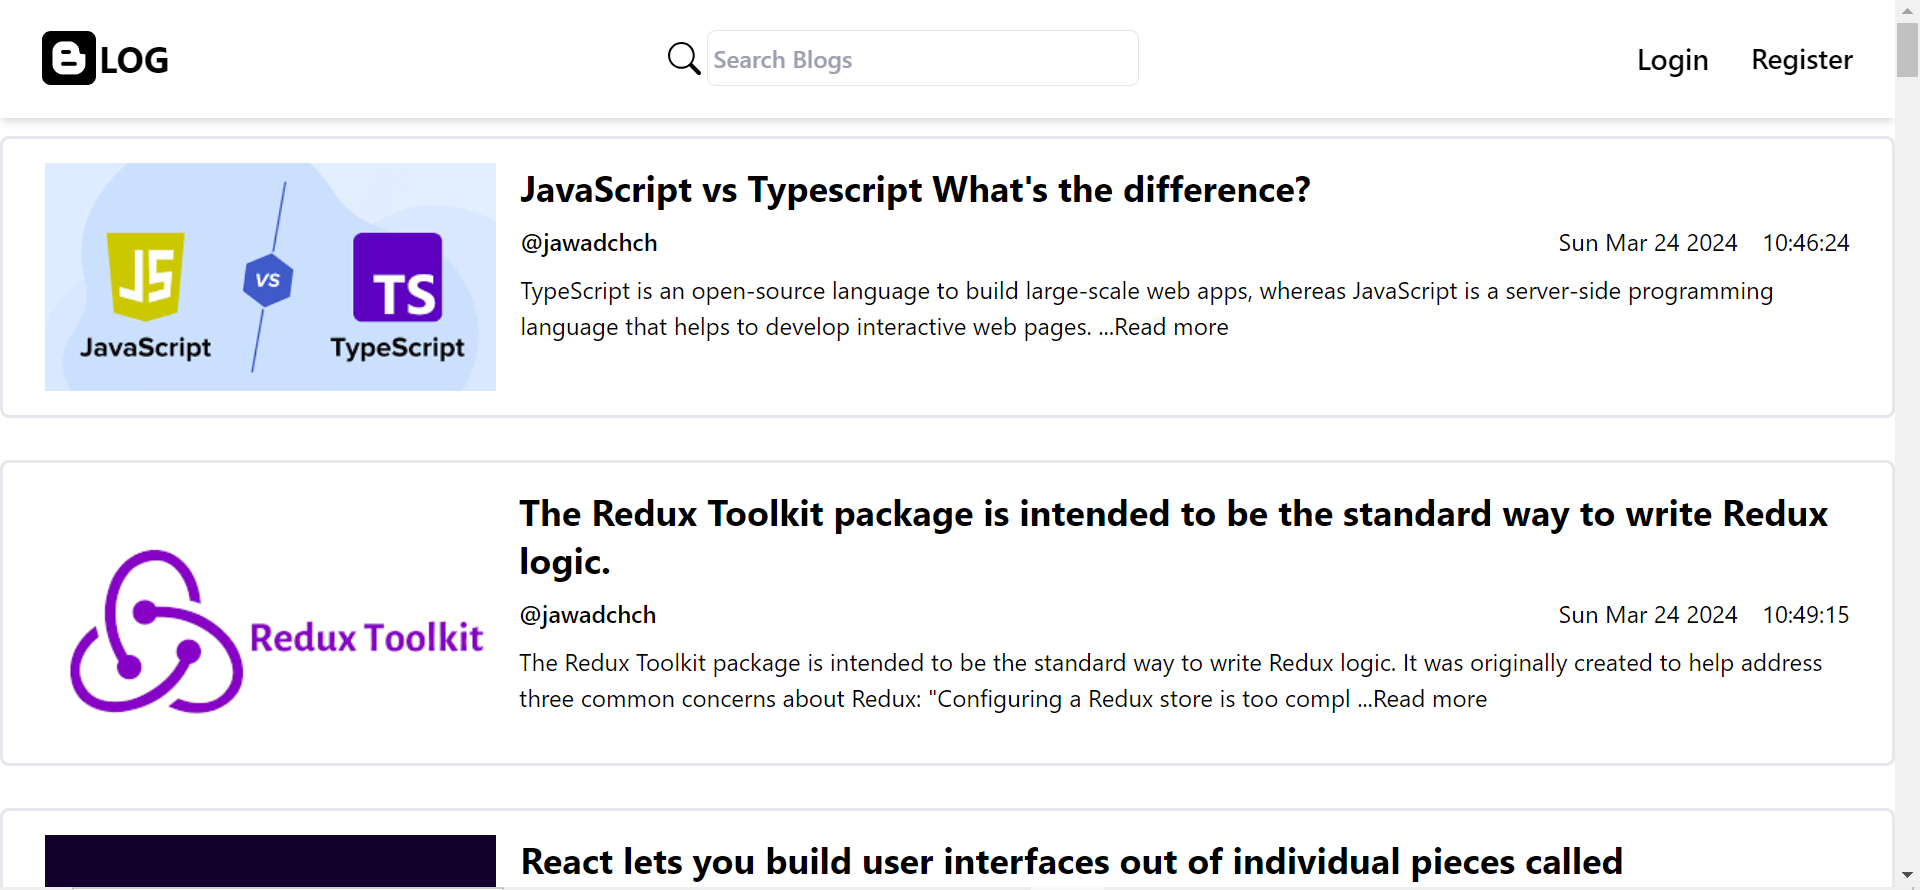 BLOG
Search Blogs
Login
Register
JS
VS
TS
JavaScript
TypeScript
JavaScript vs Typescript What's the difference?
@jawadchch
Sun Mar 24 2024 10:46:24
TypeScript is an open-source language to build large-scale web apps, whereas JavaScript is a server-side programming
language that helps to develop interactive web pages. ...Read more
Redux Toolkit
The Redux Toolkit package is intended to be the standard way to write Redux
logic.
@jawadchch
Sun Mar 24 2024 10:49:15
The Redux Toolkit package is intended to be the standard way to write Redux logic. It was originally created to help address
three common concerns about Redux: "Configuring a Redux store is too compl ...Read more
React lets you build user interfaces out of individual pieces called